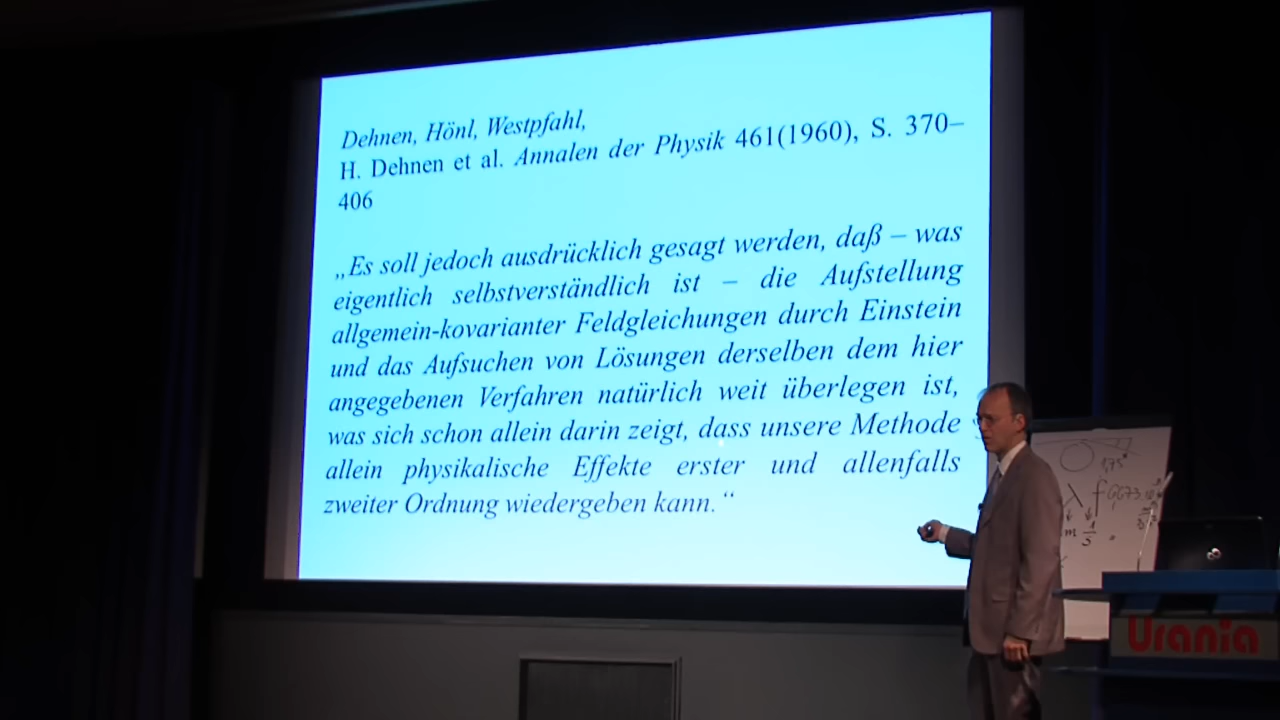 Dehnen, Hönl, Westpfahl,
H. Dehnen et al. Annalen der Physik 461(1960), S. 370–
406
„Es soll jedoch ausdrücklich gesagt werden, daß – was
eigentlich selbstverständlich ist – die Aufstellung
allgemein-kovarianter Feldgleichungen durch Einstein
und das Aufsuchen von Lösungen derselben dem hier
angegebenen Verfahren natürlich weit überlegen ist,
was sich schon allein darin zeigt, dass unsere Methode
allein physikalische Effekte erster und allenfalls
zweiter Ordnung wiedergeben kann.“
1,75"
λ f
m 1
s
Urania